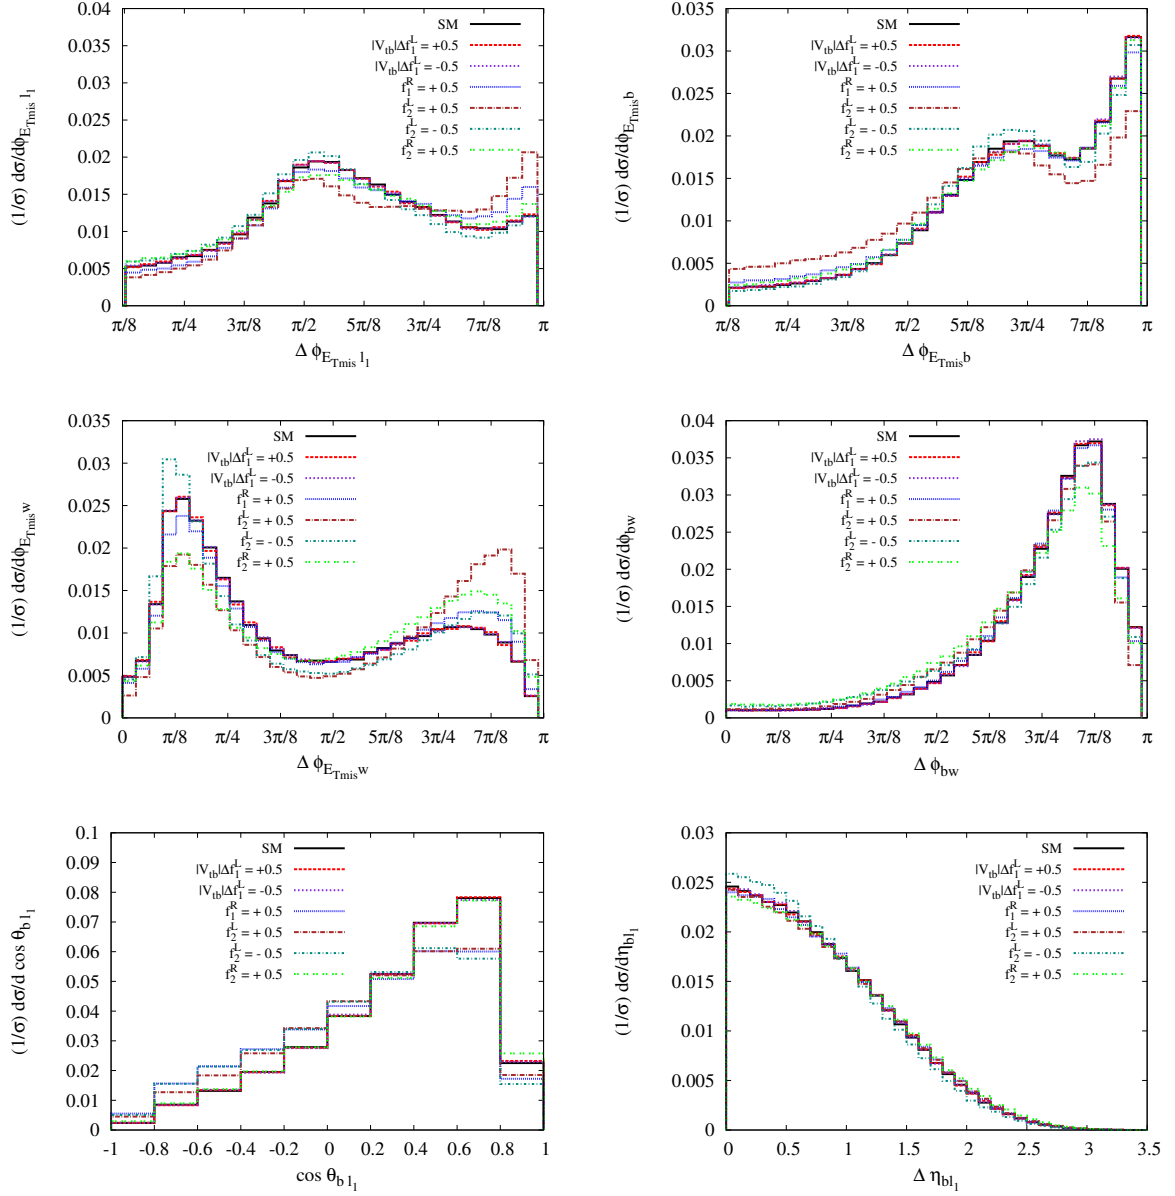 0.04
0.035
0.03
0.025
0.02
0.015
0.01
0.005
0
(1/σ) dσ/dϕ_{E_{Tmis} l_1}
SM
|V_{tb}|Δf_1^L = +0.5
|V_{tb}|Δf_1^L = -0.5
f_1^R = + 0.5
f_2^L = + 0.5
f_2^L = - 0.5
f_2^R = + 0.5
π/8 π/4 3π/8 π/2 5π/8 3π/4 7π/8 π
Δ ϕ_{E_{Tmis} l_1}
0.035
0.03
0.025
0.02
0.015
0.01
0.005
0
(1/σ) dσ/dϕ_{E_{Tmis}b}
SM
|V_{tb}|Δf_1^L = +0.5
|V_{tb}|Δf_1^L = -0.5
f_1^R = + 0.5
f_2^L = + 0.5
f_2^L = - 0.5
f_2^R = + 0.5
π/8 π/4 3π/8 π/2 5π/8 3π/4 7π/8 π
Δ ϕ_{E_{Tmis}b}
0.035
0.03
0.025
0.02
0.015
0.01
0.005
0
(1/σ) dσ/dϕ_{E_{Tmis}w}
SM
|V_{tb}|Δf_1^L = +0.5
|V_{tb}|Δf_1^L = -0.5
f_1^R = + 0.5
f_2^L = + 0.5
f_2^L = - 0.5
f_2^R = + 0.5
0 π/8 π/4 3π/8 π/2 5π/8 3π/4 7π/8 π
Δ ϕ_{E_{Tmis}w}
0.04
0.035
0.03
0.025
0.02
0.015
0.01
0.005
0
(1/σ) dσ/dϕ_{bw}
SM
|V_{tb}|Δf_1^L = +0.5
|V_{tb}|Δf_1^L = -0.5
f_1^R = + 0.5
f_2^L = + 0.5
f_2^L = - 0.5
f_2^R = + 0.5
0 π/8 π/4 3π/8 π/2 5π/8 3π/4 7π/8 π
Δ ϕ_{bw}
0.1
0.09
0.08
0.07
0.06
0.05
0.04
0.03
0.02
0.01
0
(1/σ) dσ/d cos θ_{b l_1}
SM
|V_{tb}|Δf_1^L = +0.5
|V_{tb}|Δf_1^L = -0.5
f_1^R = + 0.5
f_2^L = + 0.5
f_2^L = - 0.5
f_2^R = + 0.5
-1 -0.8 -0.6 -0.4 -0.2 0 0.2 0.4 0.6 0.8 1
cos θ_{b l_1}
0.03
0.025
0.02
0.015
0.01
0.005
0
(1/σ) dσ/dη_{bl_1}
SM
|V_{tb}|Δf_1^L = +0.5
|V_{tb}|Δf_1^L = -0.5
f_1^R = + 0.5
f_2^L = + 0.5
f_2^L = - 0.5
f_2^R = + 0.5
0 0.5 1 1.5 2 2.5 3 3.5
Δ η_{bl_1}